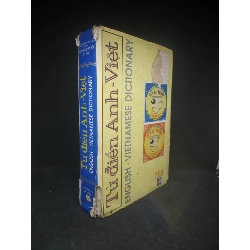 Từ điển Anh-Việt
ENGLISH - VIETNAMESE DICTIONARY
Từ điển Anh-Việt
ENGLISH - VIETNAMESE DICTIONARY